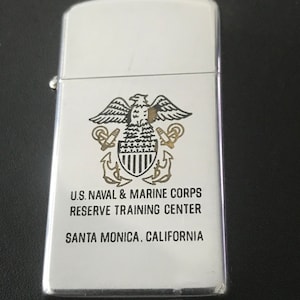 U.S. NAVAL & MARINE CORPS
RESERVE TRAINING CENTER
SANTA MONICA, CALIFORNIA